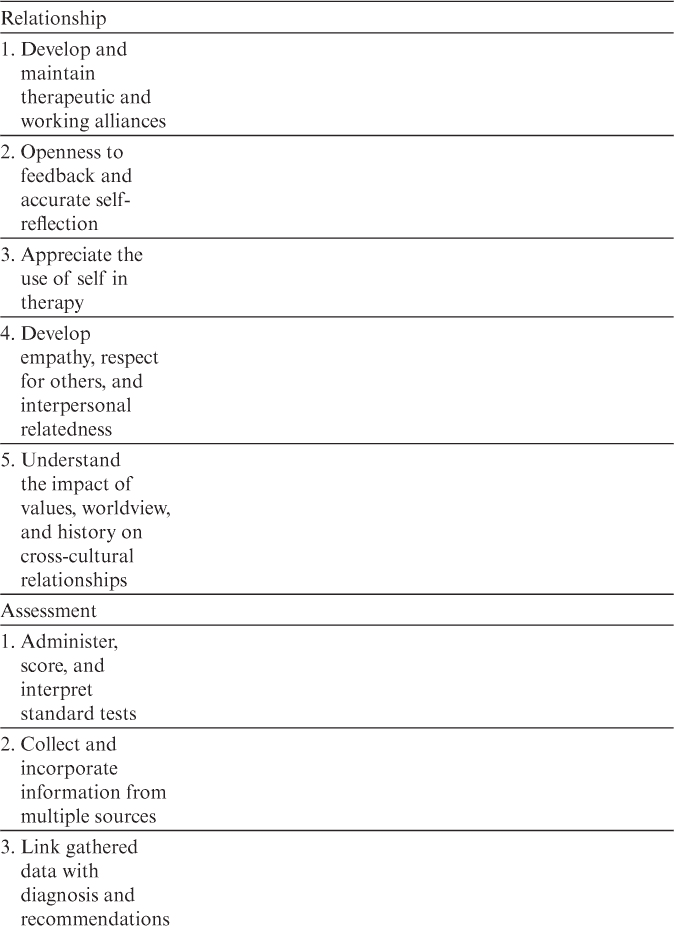 Relationship
1. Develop and
maintain
therapeutic and
working alliances
2. Openness to
feedback and
accurate self-
reflection
3. Appreciate the
use of self in
therapy
4. Develop
empathy, respect
for others, and
interpersonal
relatedness
5. Understand
the impact of
values, worldview,
and history on
cross-cultural
relationships
Assessment
1. Administer,
score, and
interpret
standard tests
2. Collect and
incorporate
information from
multiple sources
3. Link gathered
data with
diagnosis and
recommendations